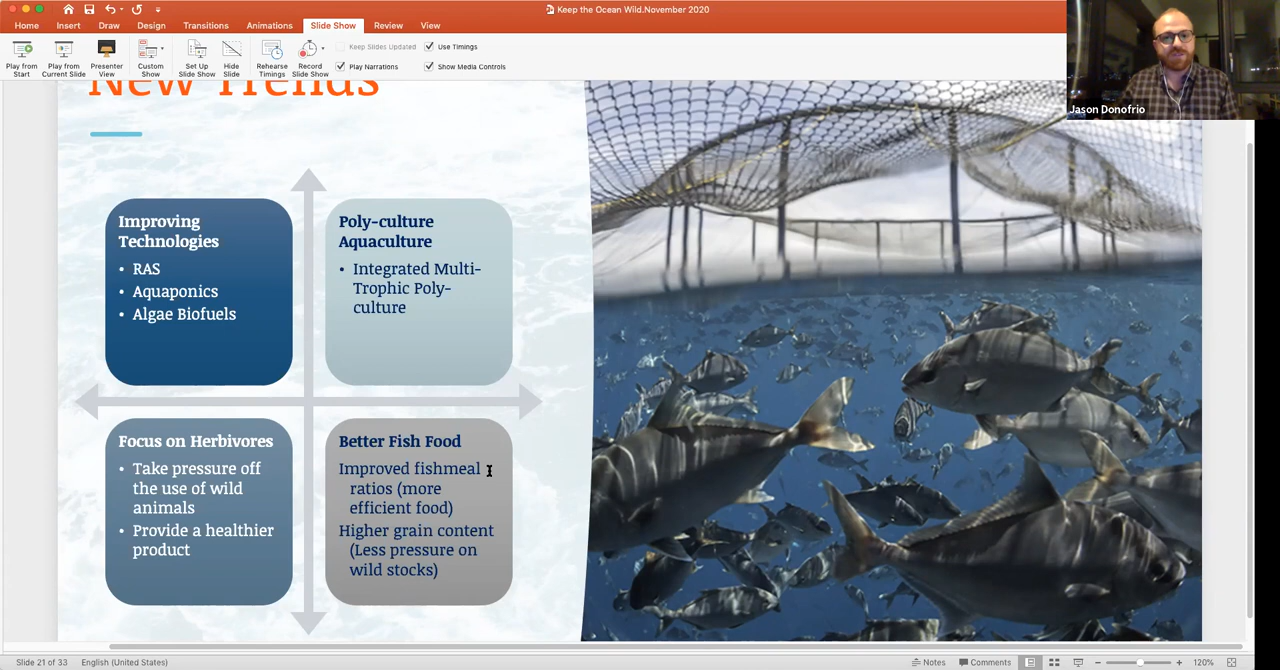 Keep the Ocean Wild.November 2020
Home Insert Draw Design Transitions Animations Slide Show Review View
Play from Start
Play from Current Slide
Presenter View
Custom Show
Set Up Slide Show
Hide Slide
Rehearse Timings
Record Slide Show
Keep Slides Updated
Use Timings
Play Narrations
Show Media Controls
Jason Donofrio
New Trends
Improving
Technologies
• RAS
• Aquaponics
• Algae Biofuels
Poly-culture
Aquaculture
• Integrated Multi-
Trophic Poly-
culture
Focus on Herbivores
• Take pressure off
the use of wild
animals
• Provide a healthier
product
Better Fish Food
Improved fishmeal
ratios (more
efficient food)
Higher grain content
(Less pressure on
wild stocks)
Slide 21 of 33 English (United States) Notes Comments 120%